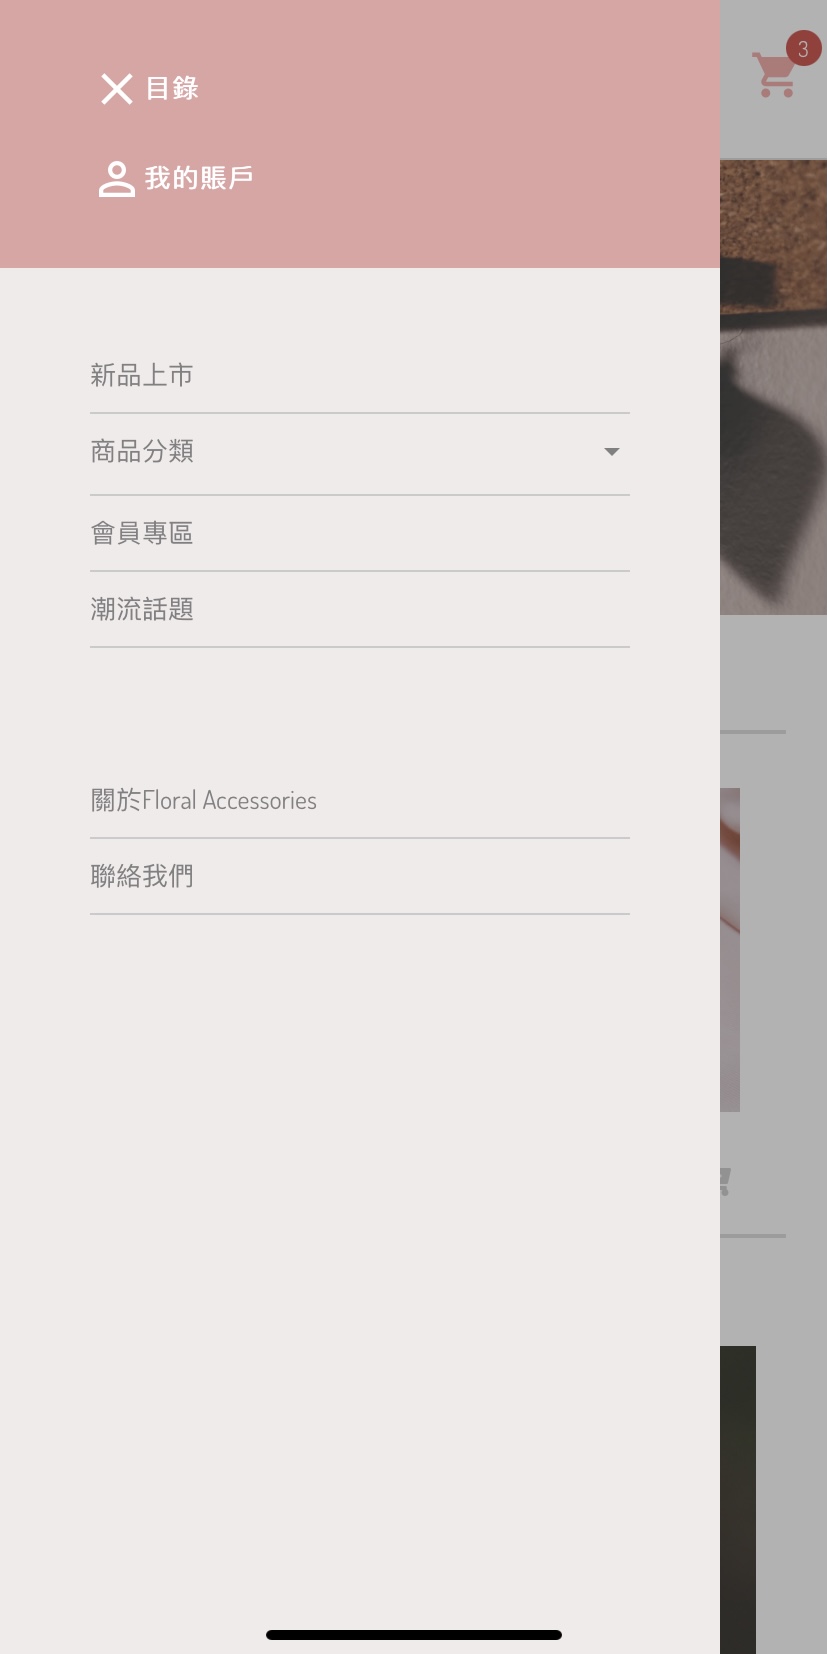 目錄
3
我的賬戶
新品上市
商品分類
會員專區
潮流話題
關於Floral Accessories
聯絡我們